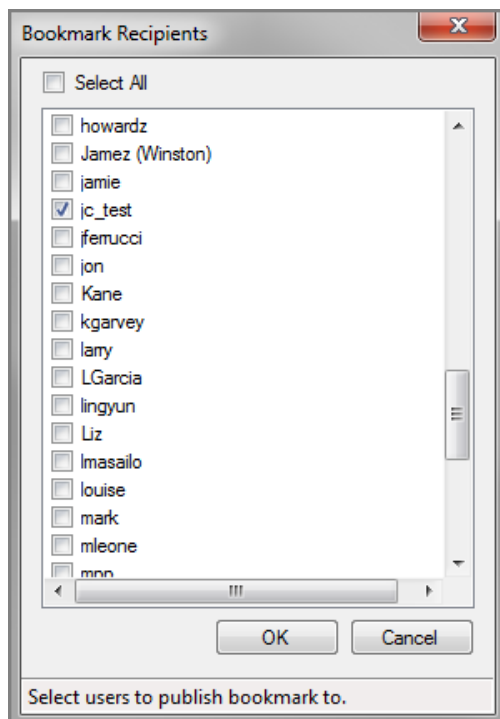 Bookmark Recipients
Select All
howardz
Jamez (Winston)
jamie
jc_test
jferrucci
jon
Kane
kgarvey
larry
LGarcia
lingyun
Liz
lmasailo
louise
mark
mleone
OK
Cancel
Select users to publish bookmark to.